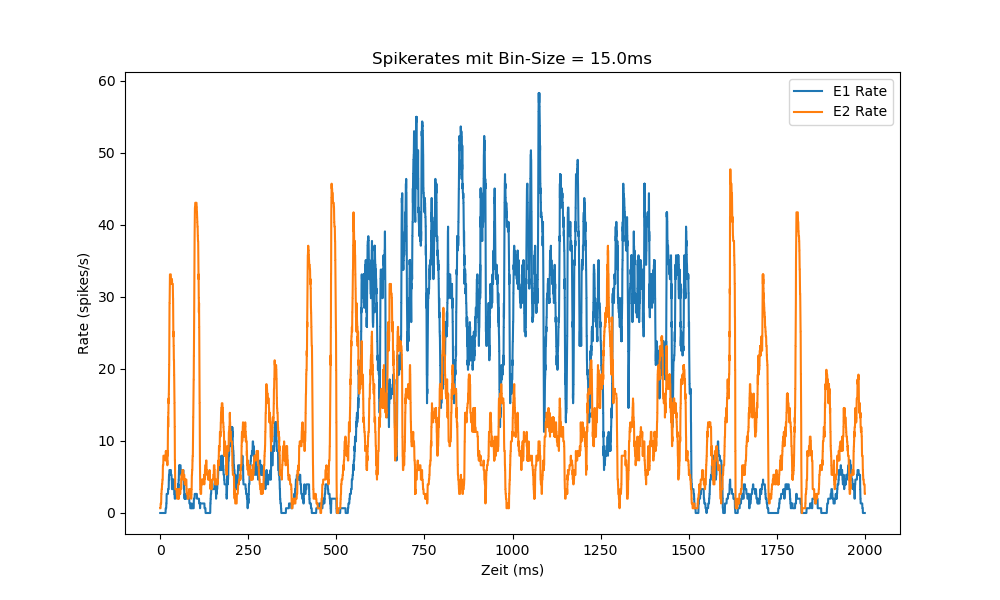 Spikerates mit Bin-Size = 15.0ms
E1 Rate
E2 Rate
60
50
40
30
20
10
0
Rate (spikes/s)
0 250 500 750 1000 1250 1500 1750 2000
Zeit (ms)